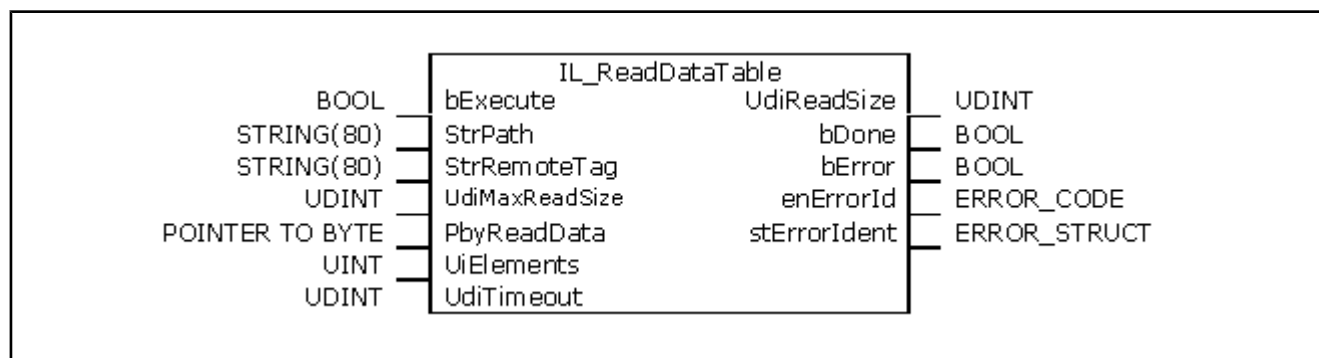 IL_ReadDataTable
BOOL bExecute UdiReadSize UDINT
STRING(80) StrPath bDone BOOL
STRING(80) StrRemoteTag bError BOOL
UDINT UdiMaxReadSize enErrorId ERROR_CODE
POINTER TO BYTE PbyReadData stErrorIdent ERROR_STRUCT
UINT UiElements
UDINT UdiTimeout